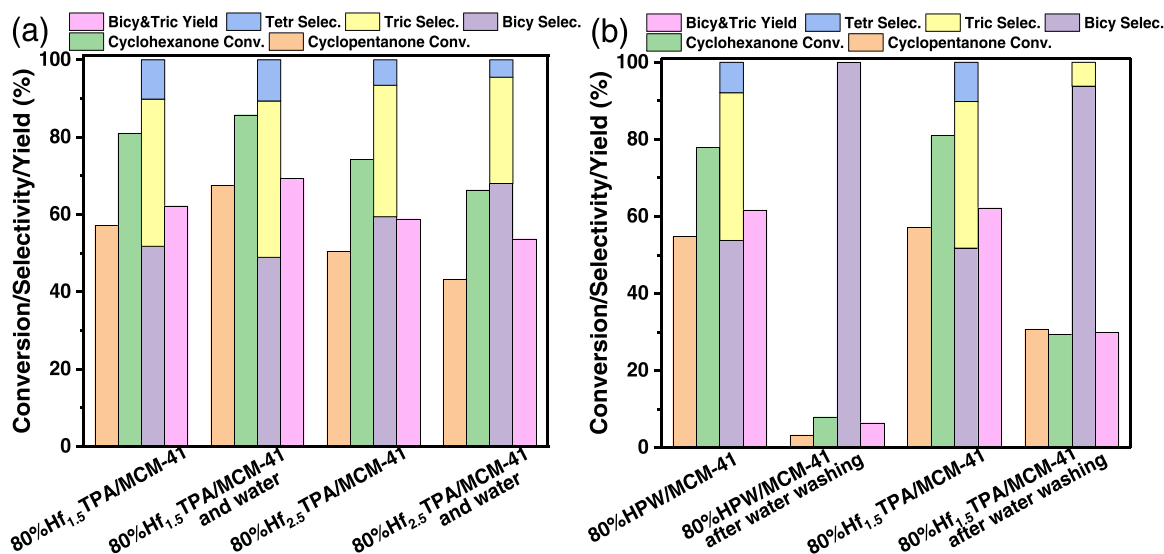 (a)
Bicy&Tric Yield Tetr Selec. Tric Selec. Bicy Selec.
Cyclohexanone Conv. Cyclopentanone Conv.
Conversion/Selectivity/Yield (%)
100
80
60
40
20
0
80%Hf1.5TPA/MCM-41
80%Hf1.5TPA/MCM-41
and water
80%Hf2.5TPA/MCM-41
80%Hf2.5TPA/MCM-41
and water
(b)
Bicy&Tric Yield Tetr Selec. Tric Selec. Bicy Selec.
Cyclohexanone Conv. Cyclopentanone Conv.
Conversion/Selectivity/Yield (%)
100
80
60
40
20
0
80%HPW/MCM-41
80%HPW/MCM-41
after water washing
80%Hf1.5TPA/MCM-41
80%Hf1.5TPA/MCM-41
after water washing